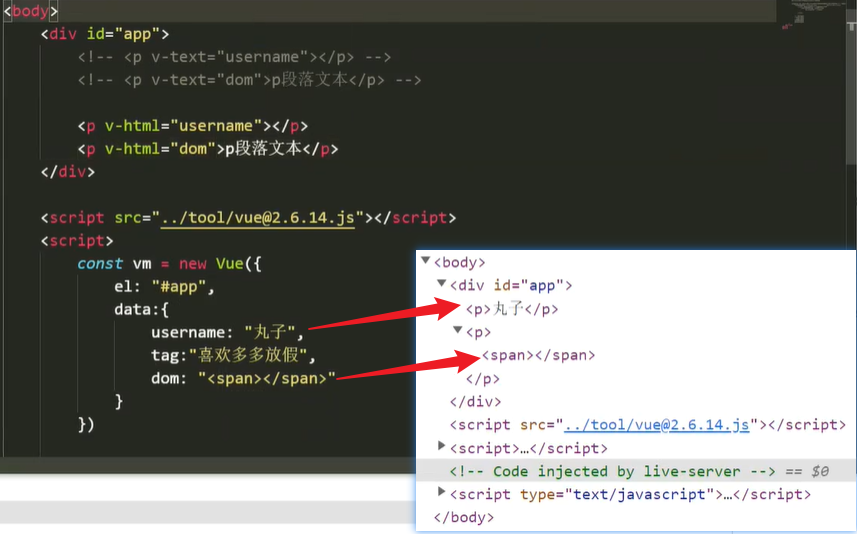 <body>
<div id="app">
<!-- <p v-text="username"></p> -->
<!-- <p v-text="dom">p段落文本</p> -->
<p v-html="username"></p>
<p v-html="dom">p段落文本</p>
</div>
<script src="../tool/vue@2.6.14.js"></script>
<script>
const vm = new Vue({
el: "#app",
data:{
username: "丸子",
tag:"喜欢多多放假",
dom: "<span></span>"
}
})
<body>
<div id="app">
<p>丸子</p>
<p>
<span></span>
</p>
</div>
<script src="../tool/vue@2.6.14.js"></script>
<script>…</script>
<!-- Code injected by live-server --> == $0
<script type="text/javascript">…</script>
</body>